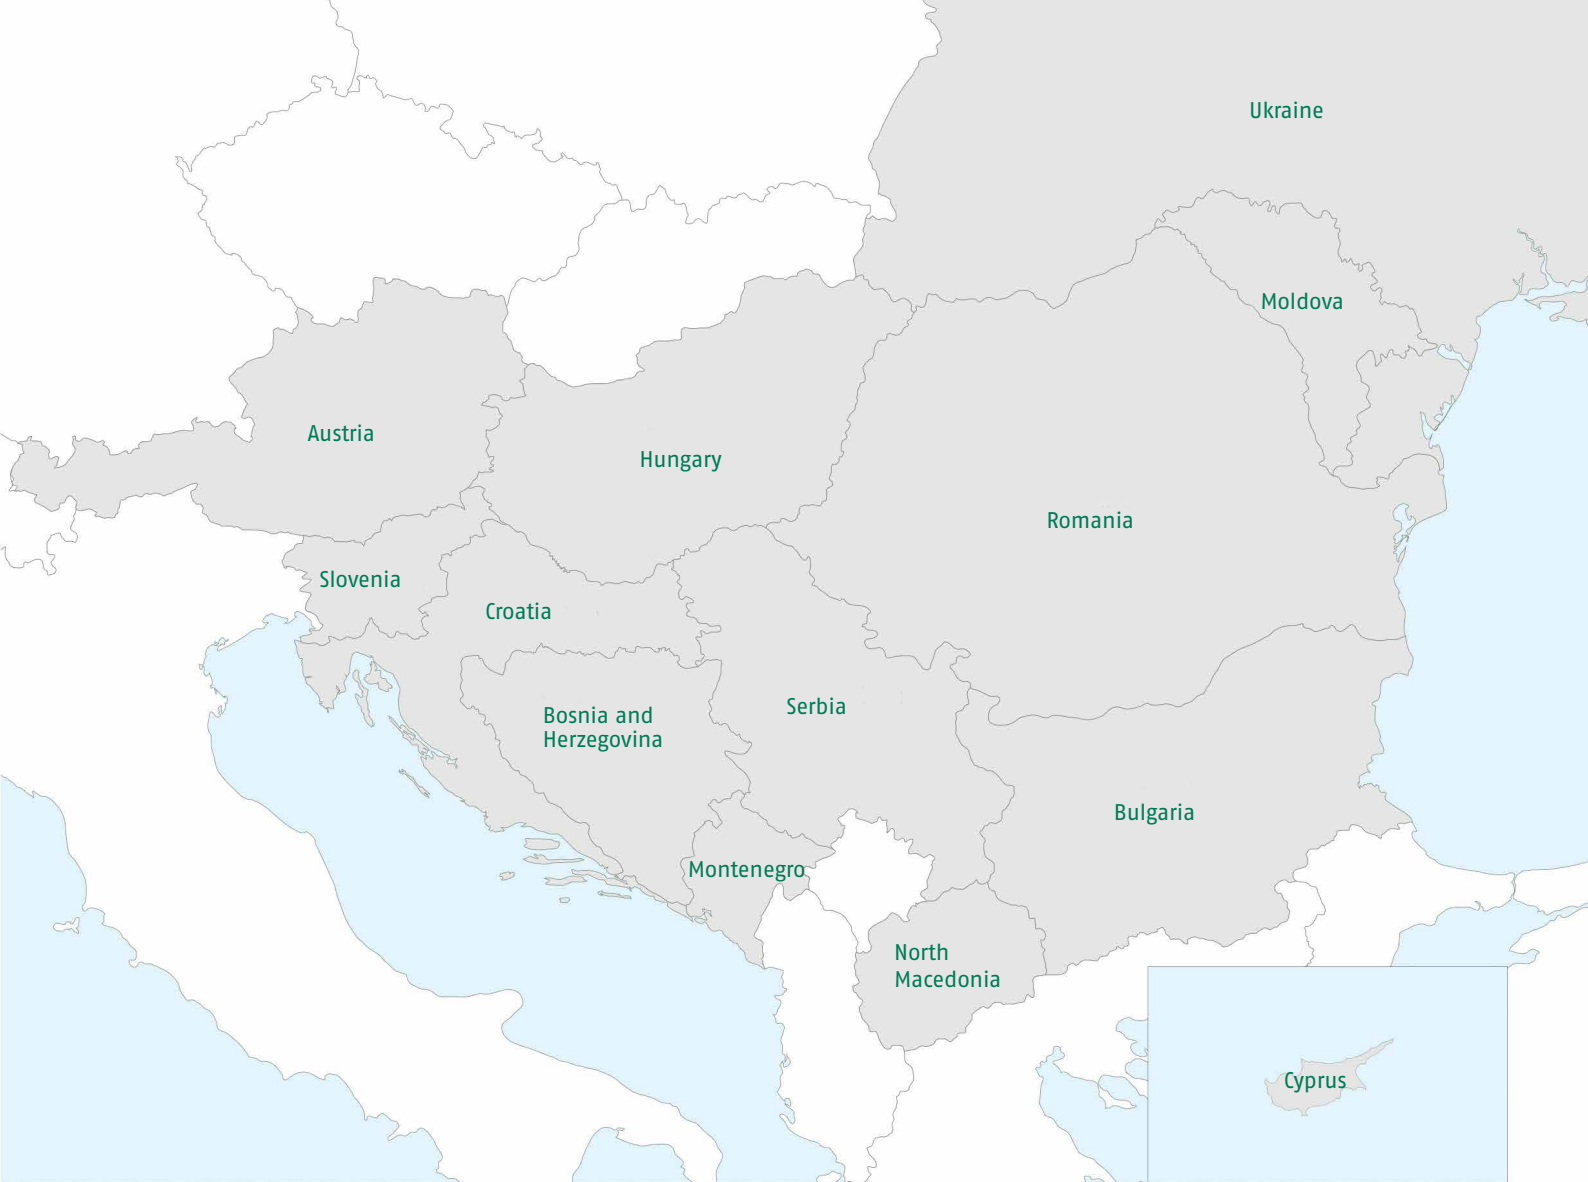 Ukraine
Moldova
Austria
Hungary
Romania
Slovenia
Croatia
Serbia
Bosnia and
Herzegovina
Bulgaria
Montenegro
North
Macedonia
Cyprus